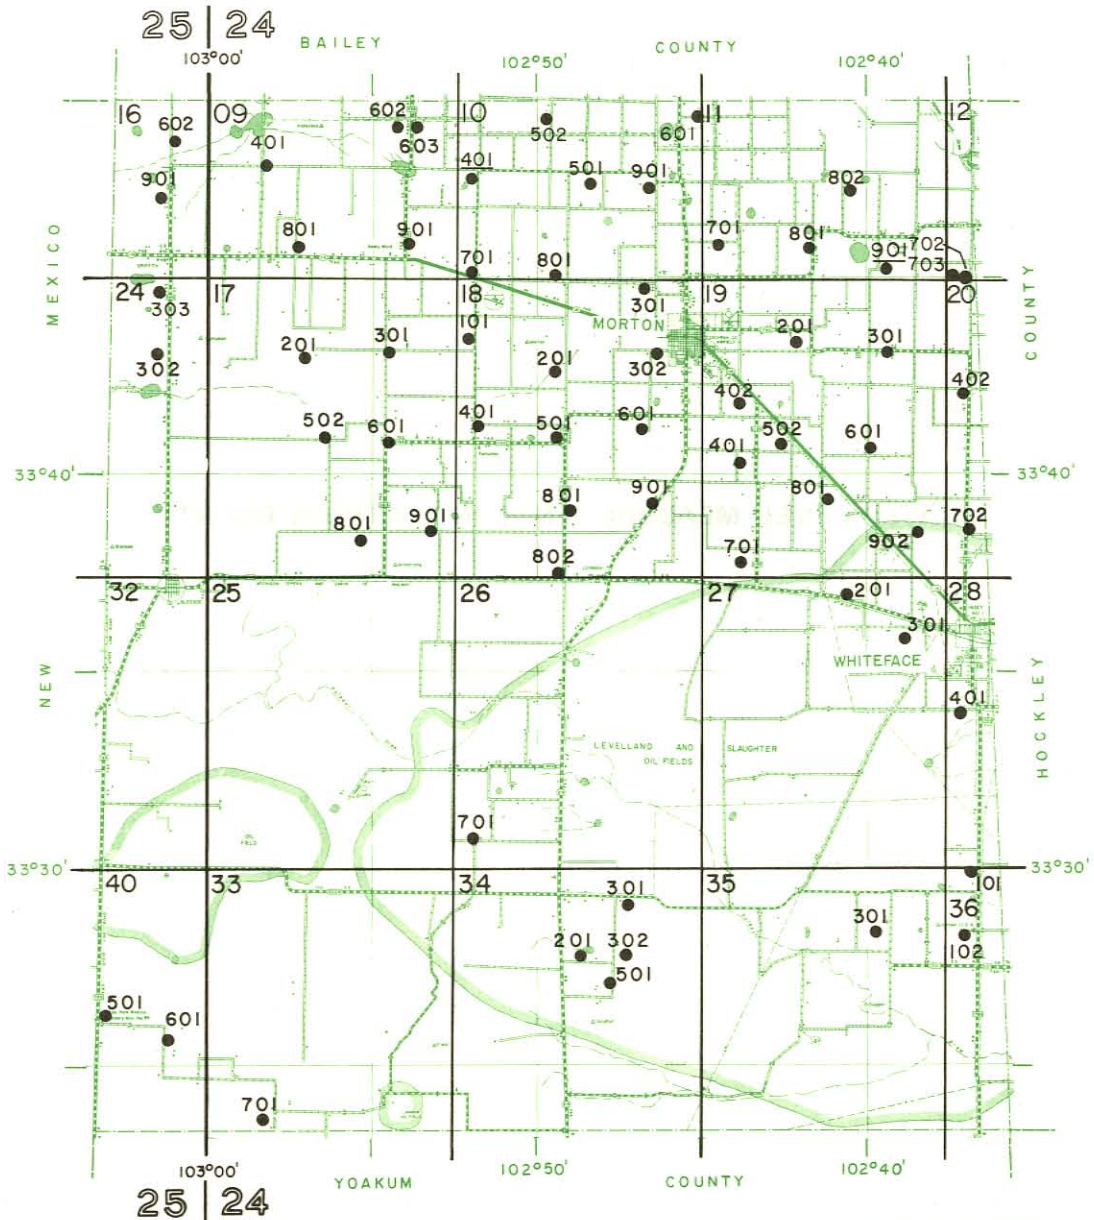 25 24
BAILEY COUNTY
103°00' 102°50' 102°40'
16 09 10 11 12
602 602 603 502 601
401 401 501 901 802
901
801 901 701 801 901 702
703
701 801
MEXICO
COUNTY
24 17 18 19 20
303 301
MORTON
101
302 201 301 201 302 201 301
402 402
502 601 401 501 601 401 502 601
33°40' 33°40'
801 901 801 901 801 702
902
802 701
32 25 26 27 28
201
301
WHITEFACE
NEW
HOCKLEY
401
LEVELLAND AND SLAUGHTER
OIL FIELDS
701
OIL
FIELD
33°30' 33°30'
40 33 34 35 101
301 36
201 302 301 102
501
501
601
701
103°00' 102°50' 102°40'
YOAKUM COUNTY
25 24